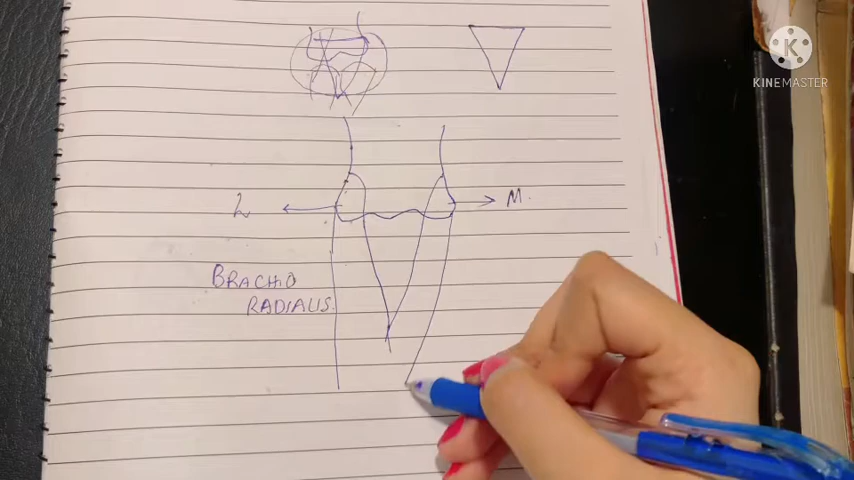 KINEMASTER
L
M.
BRACHIO
RADIALIS.